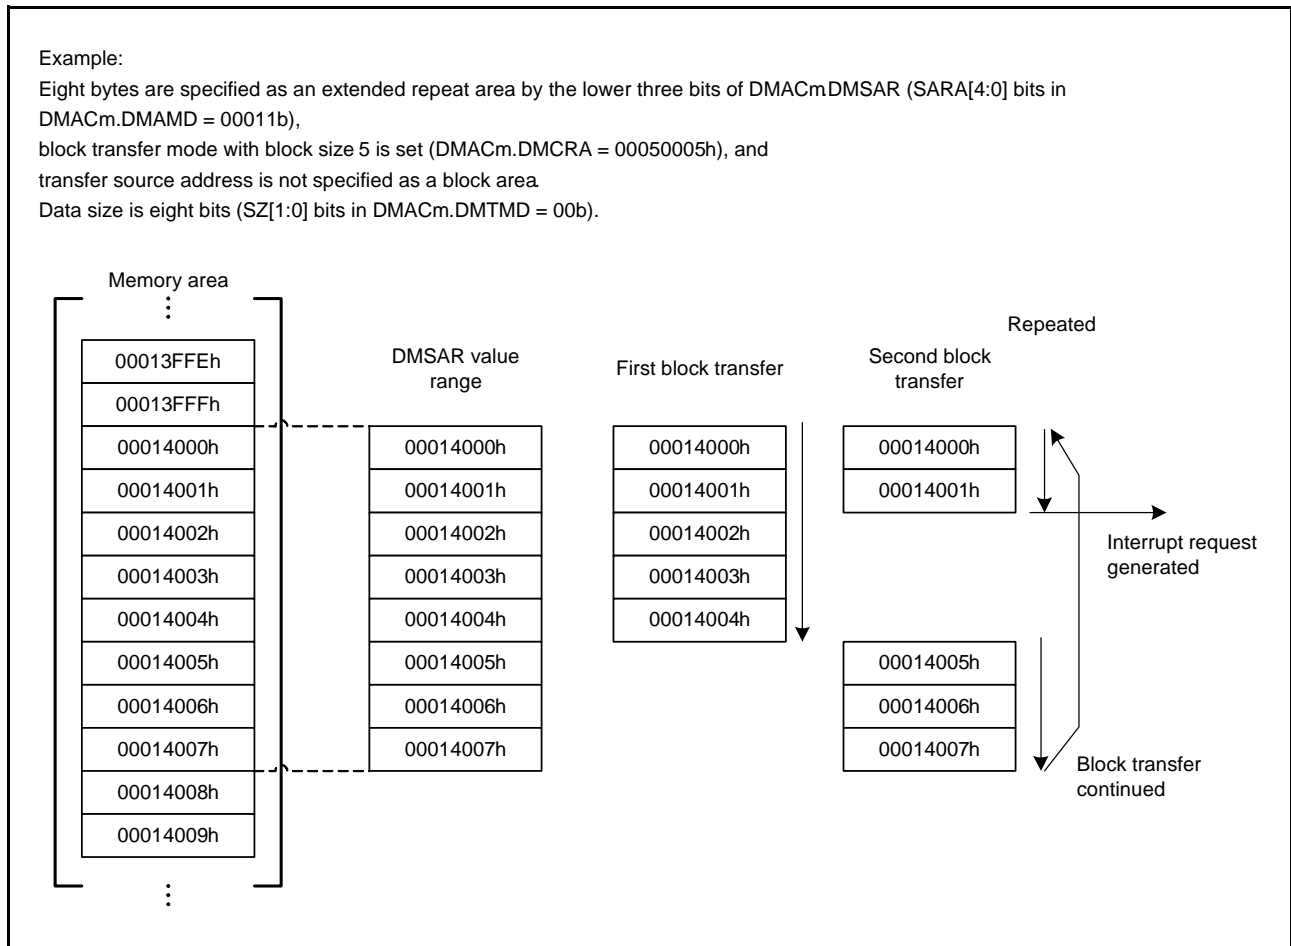 Example:
Eight bytes are specified as an extended repeat area by the lower three bits of DMACm.DMSAR (SARA[4:0] bits in
DMACm.DMAMD = 00011b),
block transfer mode with block size 5 is set (DMACm.DMCRA = 00050005h), and
transfer source address is not specified as a block area.
Data size is eight bits (SZ[1:0] bits in DMACm.DMTMD = 00b).
Memory area
00013FFEh
00013FFFh
00014000h
00014001h
00014002h
00014003h
00014004h
00014005h
00014006h
00014007h
00014008h
00014009h
DMSAR value
range
00014000h
00014001h
00014002h
00014003h
00014004h
00014005h
00014006h
00014007h
First block transfer
00014000h
00014001h
00014002h
00014003h
00014004h
Second block
transfer
00014000h
00014001h
00014005h
00014006h
00014007h
Repeated
Interrupt request
generated
Block transfer
continued